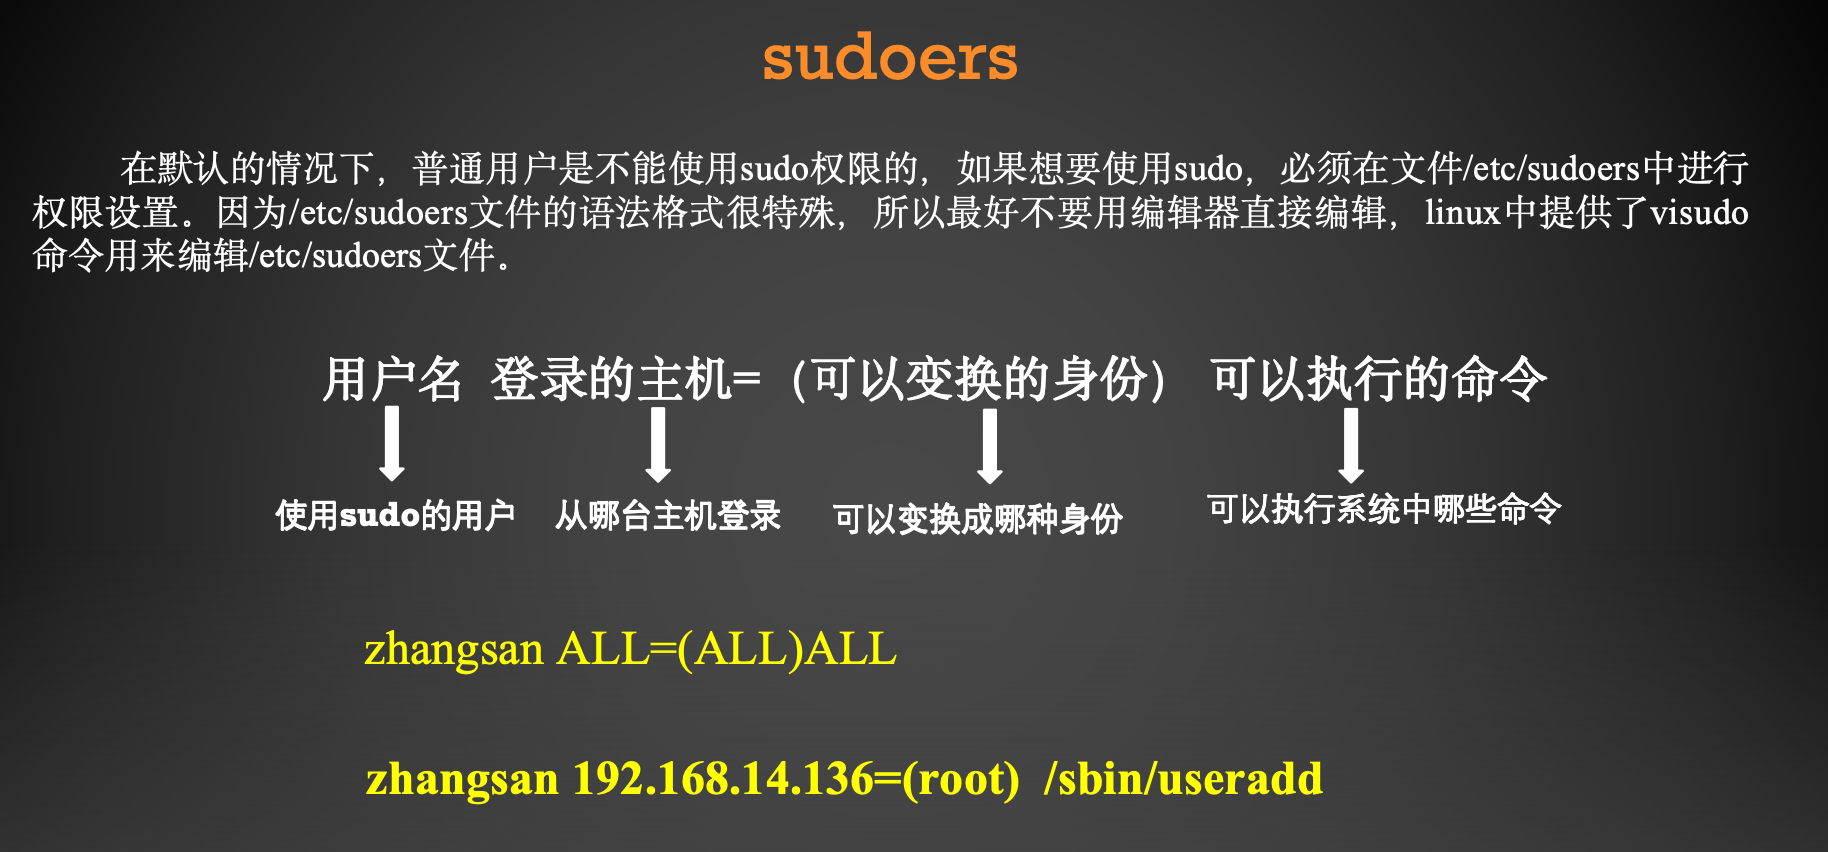 sudoers
在默认的情况下，普通用户是不能使用sudo权限的，如果想要使用sudo，必须在文件/etc/sudoers中进行
权限设置。因为/etc/sudoers文件的语法格式很特殊，所以最好不要用编辑器直接编辑，linux中提供了visudo
命令用来编辑/etc/sudoers文件。
用户名 登录的主机=（可以变换的身份） 可以执行的命令
使用sudo的用户 从哪台主机登录 可以变换成哪种身份 可以执行系统中哪些命令
zhangsan ALL=(ALL)ALL
zhangsan 192.168.14.136=(root) /sbin/useradd